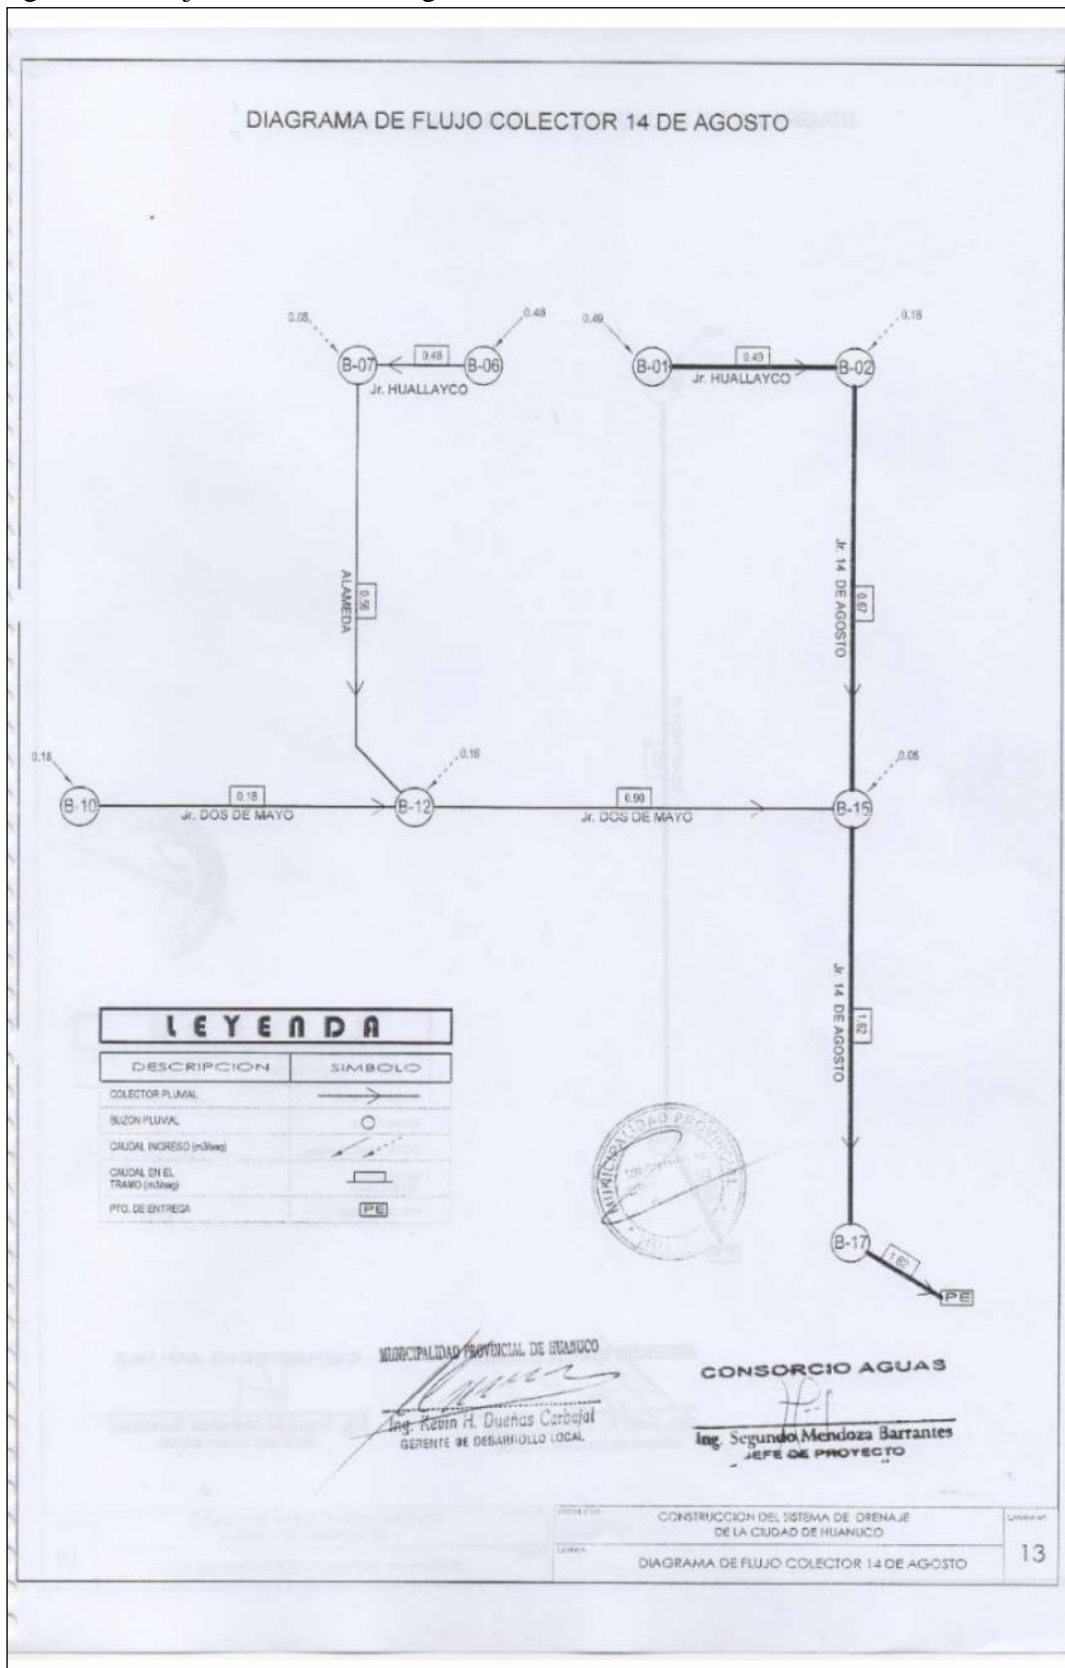 DIAGRAMA DE FLUJO COLECTOR 14 DE AGOSTO
0.08
0.48
0.49
0.18
B-07
0.48
B-06
B-01
0.49
B-02
Jr. HUALLAYCO
Jr. HUALLAYCO
ALAMEDA
0.56
Jr. 14 DE AGOSTO
0.67
0.18
0.16
0.05
B-10
0.18
B-12
0.90
B-15
Jr. DOS DE MAYO
Jr. DOS DE MAYO
Jr. 14 DE AGOSTO
1.62
LEYENDA
DESCRIPCION SIMBOLO
COLECTOR PLUVIAL
BUZON PLUVIAL
CAUDAL INGRESO (m3/seg)
CAUDAL EN EL
TRAMO (m3/seg)
PTO. DE ENTREGA PE
MUNICIPALIDAD PROVINCIAL
B-17
1.62
PE
MUNICIPALIDAD PROVINCIAL DE HUANUCO
Ing. Kevin H. Dueñas Carbajal
GERENTE DE DESARROLLO LOCAL
CONSORCIO AGUAS
Ing. Segundo Mendoza Barrantes
JEFE DE PROYECTO
CONSTRUCCION DEL SISTEMA DE DRENAJE
DE LA CIUDAD DE HUANUCO
DIAGRAMA DE FLUJO COLECTOR 14 DE AGOSTO
13